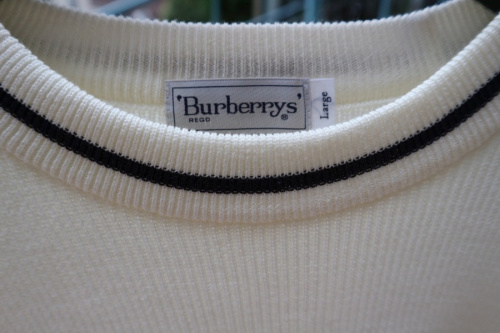 'Burberrys'
REGD ®
Large